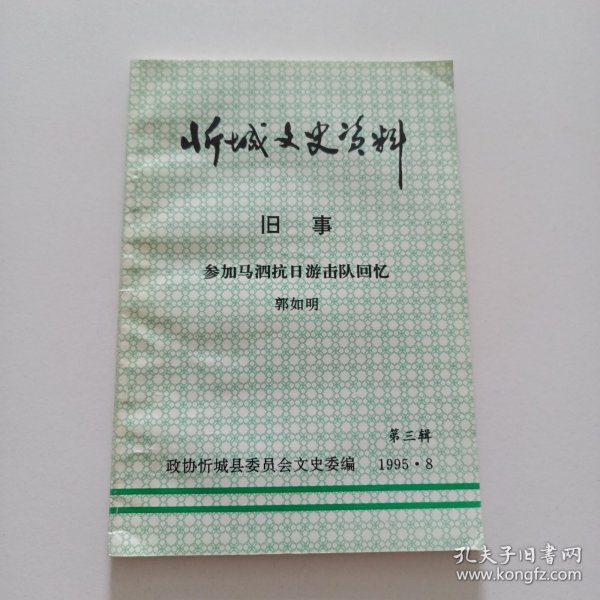 忻城文史资料
旧事
参加马泗抗日游击队回忆
郭如明
第三辑
政协忻城县委员会文史委编 1995·8
孔夫子旧书网
www.kongfz.com